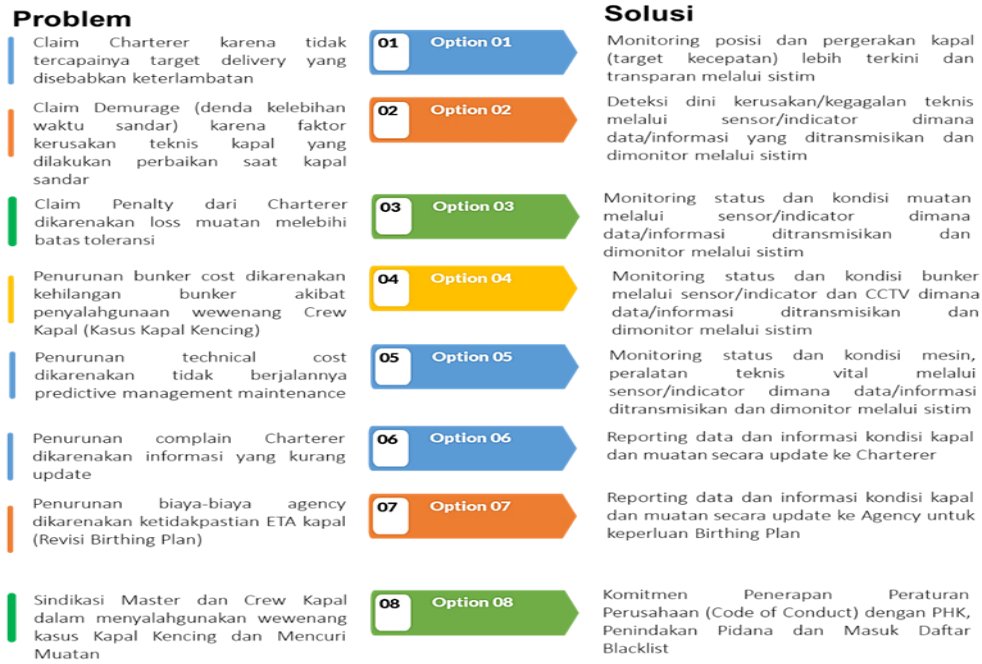 Problem
Solusi
Claim Charterer karena tidak
tercapainya target delivery yang
disebabkan keterlambatan
01 Option 01
Monitoring posisi dan pergerakan kapal
(target kecepatan) lebih terkini dan
transparan melalui sistim
Claim Demurage (denda kelebihan
waktu sandar) karena faktor
kerusakan teknis kapal yang
dilakukan perbaikan saat kapal
sandar
02 Option 02
Deteksi dini kerusakan/kegagalan teknis
melalui sensor/indicator dimana
data/informasi yang ditransmisikan dan
dimonitor melalui sistim
Claim Penalty dari Charterer
dikarenakan loss muatan melebihi
batas toleransi
03 Option 03
Monitoring status dan kondisi muatan
melalui sensor/indicator dimana
data/informasi ditransmisikan dan
dimonitor melalui sistim
Penurunan bunker cost dikarenakan
kehilangan bunker akibat
penyalahgunaan wewenang Crew
Kapal (Kasus Kapal Kencing)
04 Option 04
Monitoring status dan kondisi bunker
melalui sensor/indicator dan CCTV dimana
data/informasi ditransmisikan dan
dimonitor melalui sistim
Penurunan technical cost
dikarenakan tidak berjalannya
predictive management maintenance
05 Option 05
Monitoring status dan kondisi mesin,
peralatan teknis vital melalui
sensor/indicator dimana data/informasi
ditransmisikan dan dimonitor melalui sistim
Penurunan complain Charterer
dikarenakan informasi yang kurang
update
06 Option 06
Reporting data dan informasi kondisi kapal
dan muatan secara update ke Charterer
Penurunan biaya-biaya agency
dikarenakan ketidakpastian ETA kapal
(Revisi Birthing Plan)
07 Option 07
Reporting data dan informasi kondisi kapal
dan muatan secara update ke Agency untuk
keperluan Birthing Plan
Sindikasi Master dan Crew Kapal
dalam menyalahgunakan wewenang
kasus Kapal Kencing dan Mencuri
Muatan
08 Option 08
Komitmen Penerapan Peraturan
Perusahaan (Code of Conduct) dengan PHK,
Penindakan Pidana dan Masuk Daftar
Blacklist